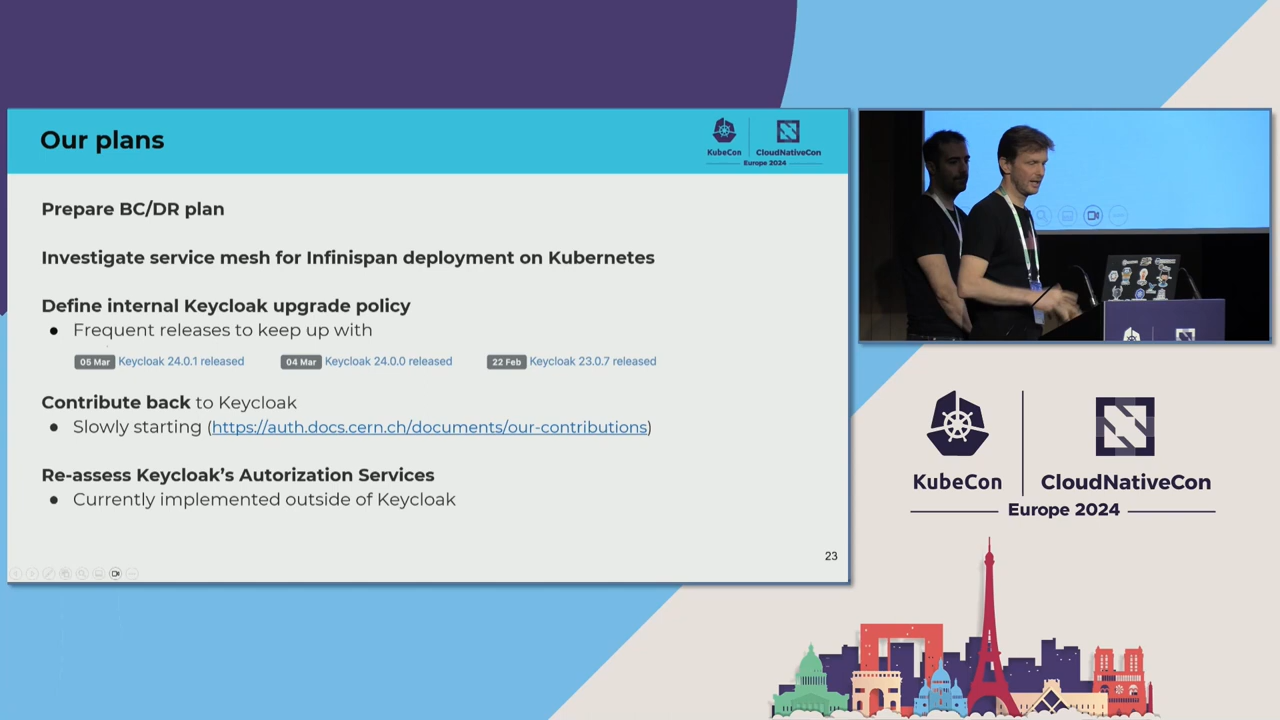 Our plans
KubeCon
CloudNativeCon
Europe 2024
Prepare BC/DR plan
Investigate service mesh for Infinispan deployment on Kubernetes
Define internal Keycloak upgrade policy
● Frequent releases to keep up with
05 Mar Keycloak 24.0.1 released 04 Mar Keycloak 24.0.0 released 22 Feb Keycloak 23.0.7 released
Contribute back to Keycloak
● Slowly starting (https://auth.docs.cern.ch/documents/our-contributions)
Re-assess Keycloak's Autorization Services
● Currently implemented outside of Keycloak
23
KubeCon
CloudNativeCon
Europe 2024